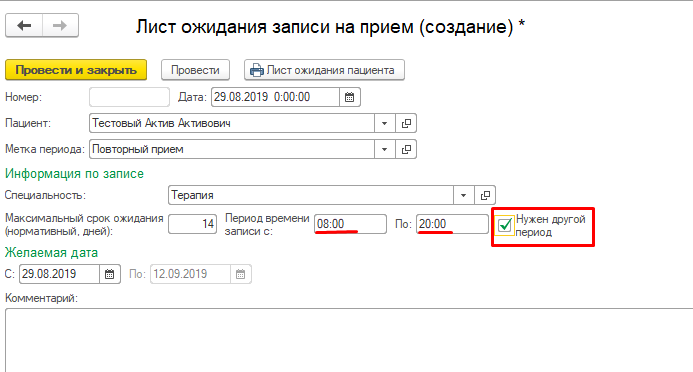 Лист ожидания записи на прием (создание) *
Провести и закрыть Провести Лист ожидания пациента
Номер: Дата: 29.08.2019 0:00:00
Пациент: Тестовый Актив Активович
Метка периода: Повторный прием
Информация по записе
Специальность: Терапия
Максимальный срок ожидания (нормативный, дней): 14 Период времени записи с: 08:00 По: 20:00 Нужен другой период
Желаемая дата
С: 29.08.2019 По: 12.09.2019
Комментарий: